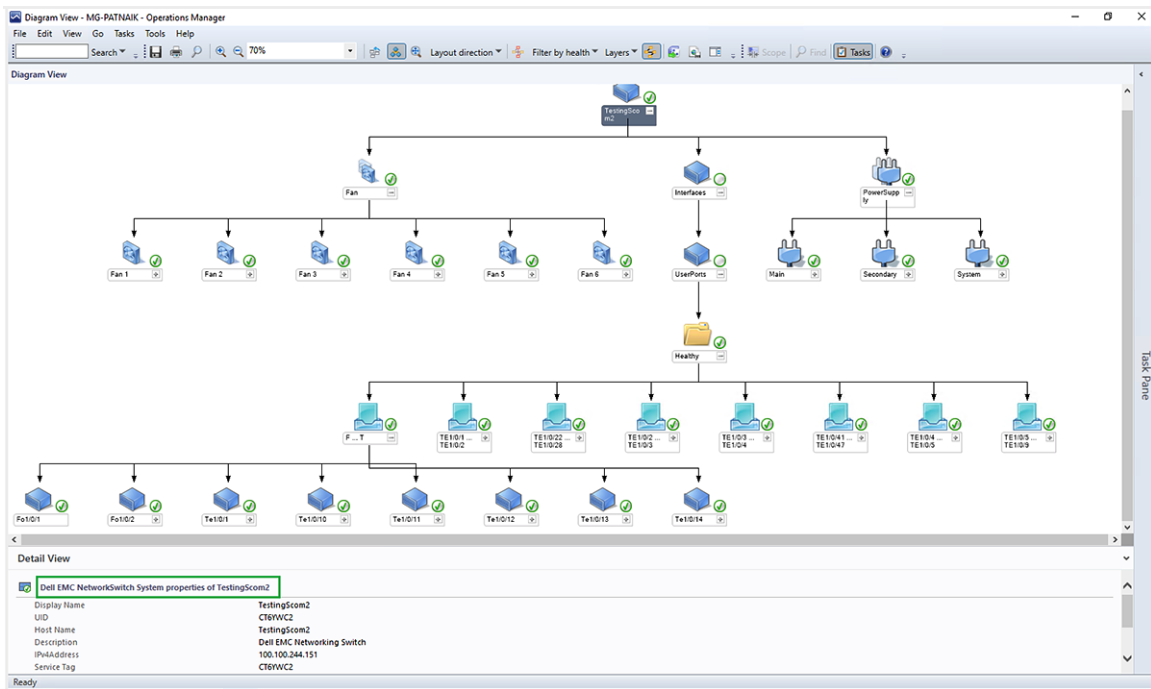 Diagram View - MG-PATNAIK - Operations Manager
File Edit View Go Tasks Tools Help
Search 70% Layout direction Filter by health Layers Scope Find Tasks
Diagram View
TestingSco
m2
Fan Interfaces PowerSupp
ly
Fan 1 Fan 2 Fan 3 Fan 4 Fan 5 Fan 6 UserPorts Main Secondary System
Healthy
F ... T TE1/0/1 ... TE1/0/22 ... TE1/0/2 ... TE1/0/3 ... TE1/0/41 ... TE1/0/4 ... TE1/0/5 ...
TE1/0/2 TE1/0/28 TE1/0/3 TE1/0/4 TE1/0/47 TE1/0/5 TE1/0/9
Fo1/0/1 Fo1/0/2 Te1/0/1 Te1/0/10 Te1/0/11 Te1/0/12 Te1/0/13 Te1/0/14
Task Pane
Detail View
Dell EMC NetworkSwitch System properties of TestingScom2
Display Name TestingScom2
UID CT6YWC2
Host Name TestingScom2
Description Dell EMC Networking Switch
IPv4Address 100.100.244.151
Service Tag CT6YWC2
Ready